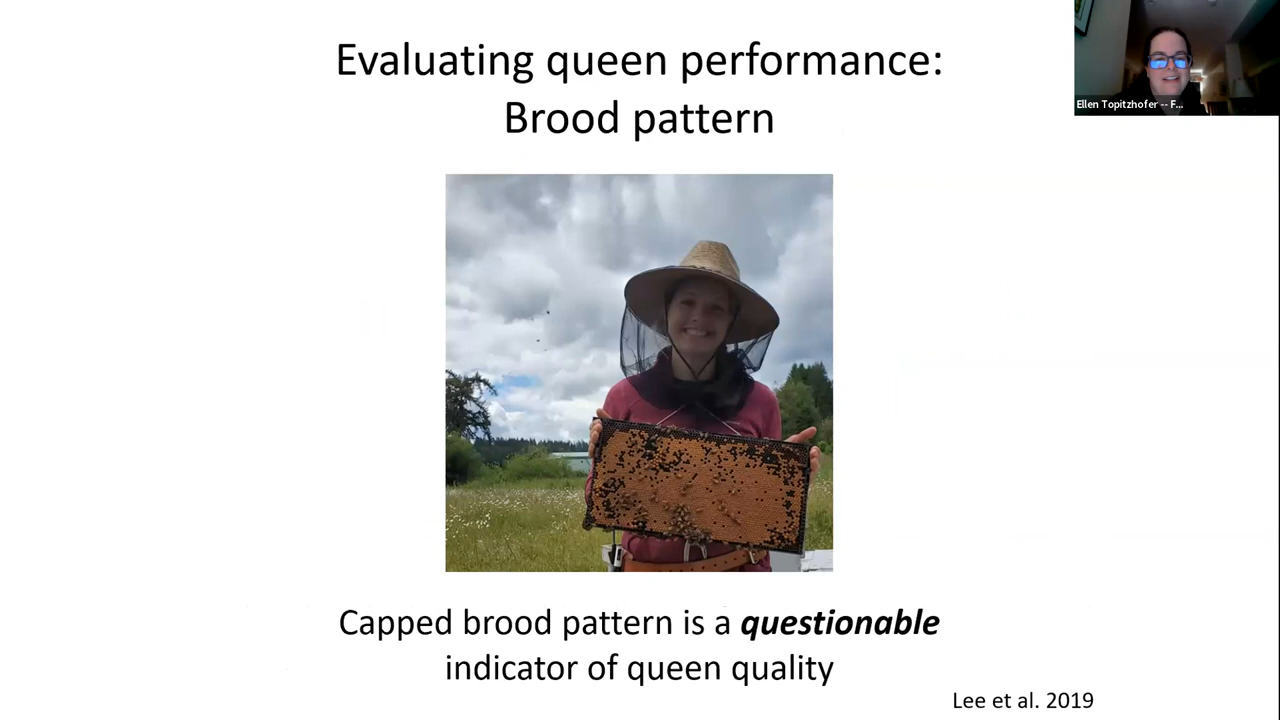 Evaluating queen performance:
Brood pattern
Ellen Topitzhofer -- F...
Capped brood pattern is a questionable
indicator of queen quality
Lee et al. 2019